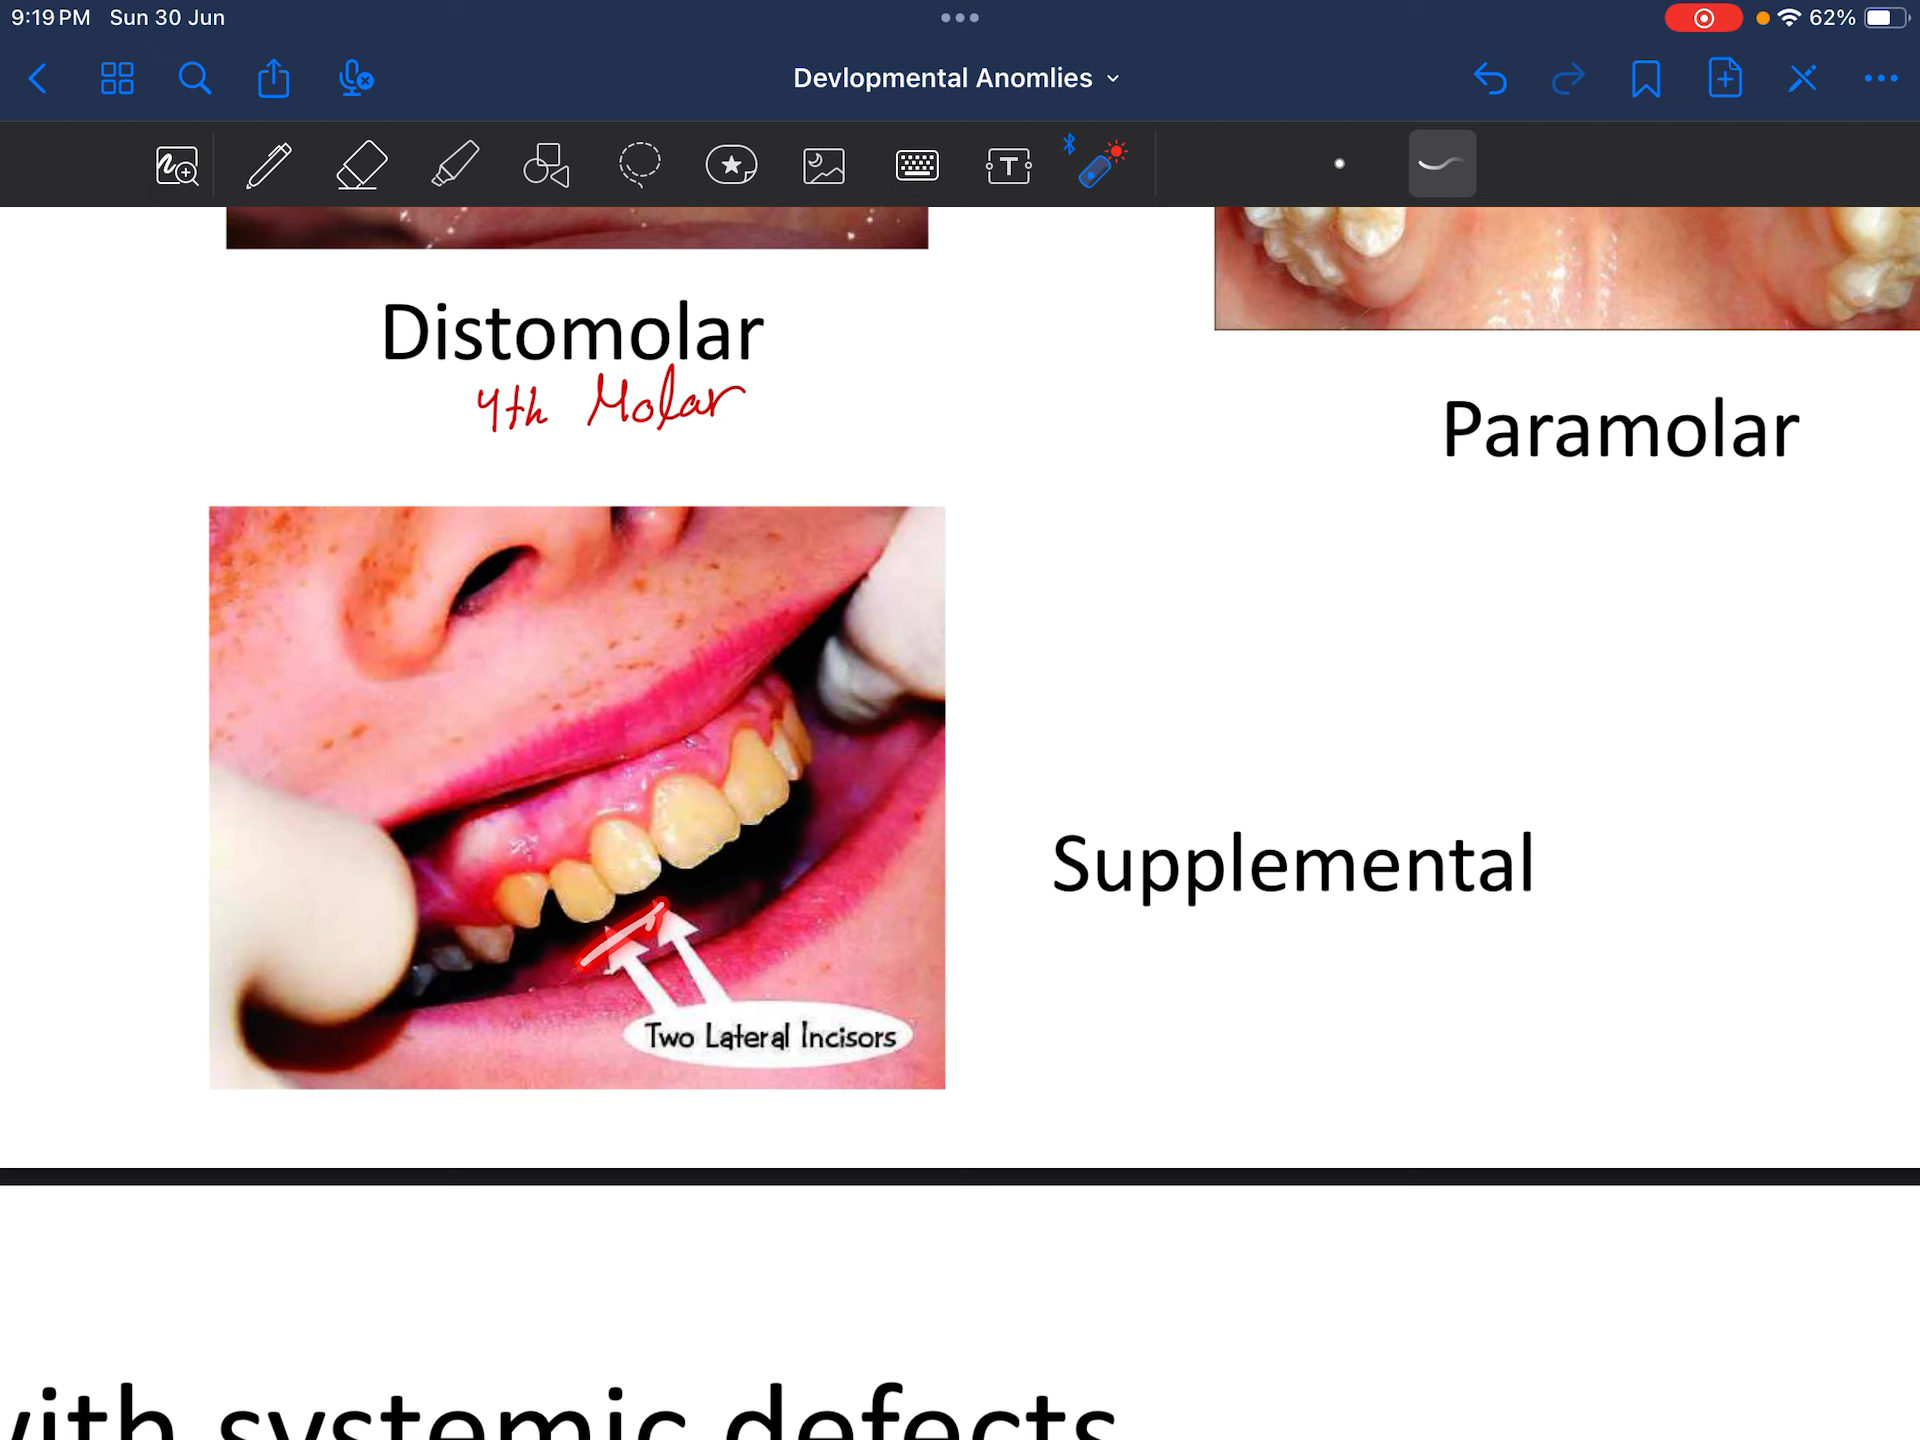 9:19 PM Sun 30 Jun
62%
Devlopmental Anomlies
T
Distomolar
4th Molar
Paramolar
Supplemental
Two Lateral Incisors
with systemic defects